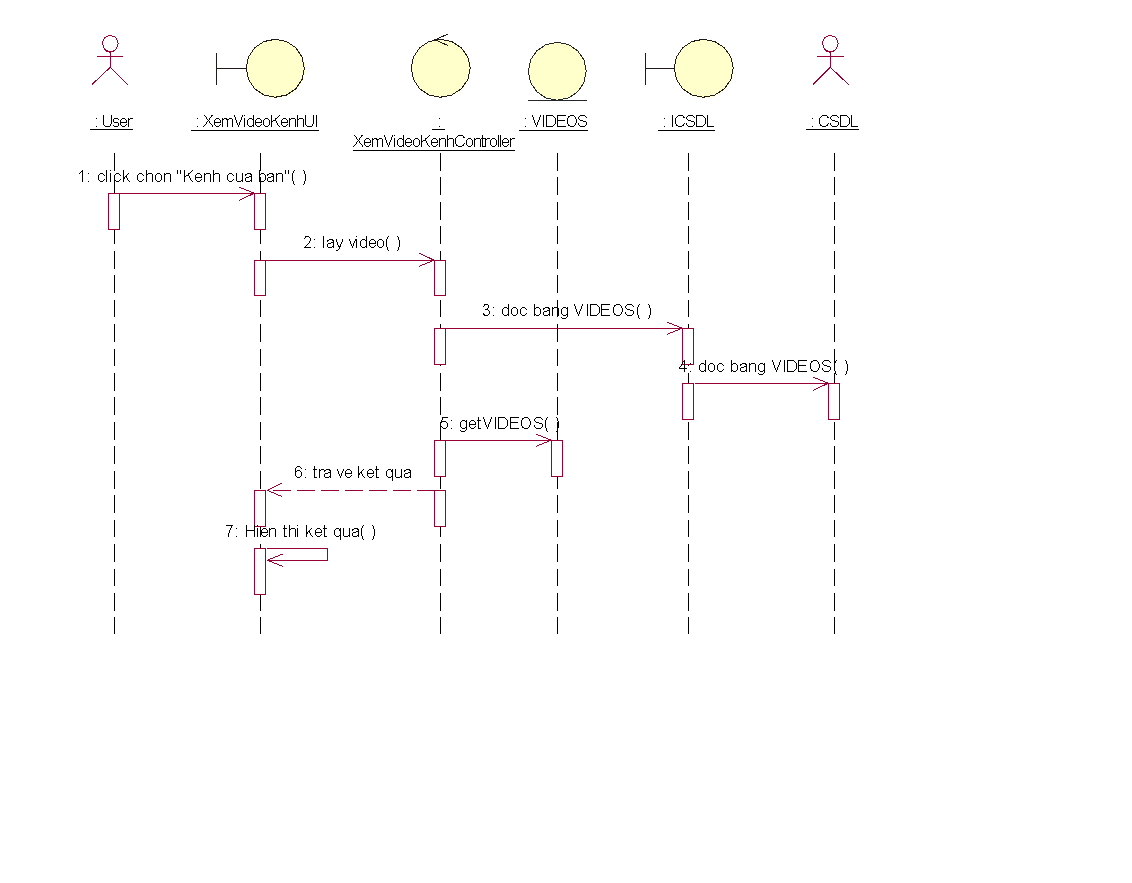 : User
: XemVideoKenhUI
:
XemVideoKenhController
: VIDEOS
: ICSDL
: CSDL
1: click chon "Kenh cua ban"( )
2: lay video( )
3: doc bang VIDEOS( )
4: doc bang VIDEOS( )
5: getVIDEOS( )
6: tra ve ket qua
7: Hien thi ket qua( )